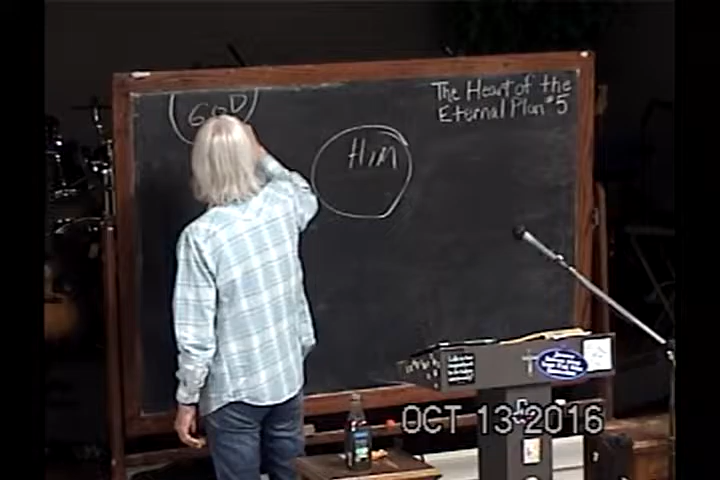 GOD
The Heart of the
Eternal Plan #5
HIM
OCT 13 2016